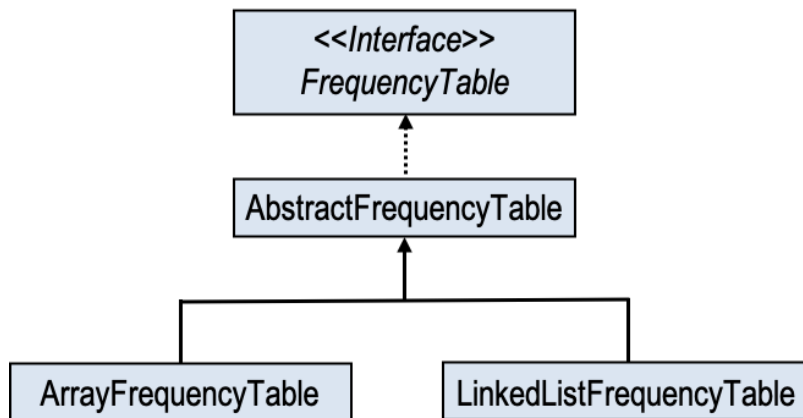 <<Interface>>
FrequencyTable
AbstractFrequencyTable
ArrayFrequencyTable
LinkedListFrequencyTable